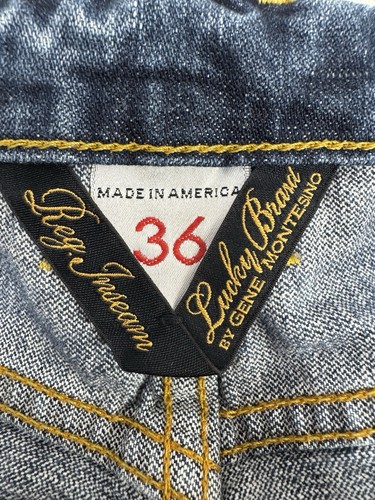 MADE IN AMERICA
36
Reg. Inseam
Lucky Brand
BY GENE MONTESINO